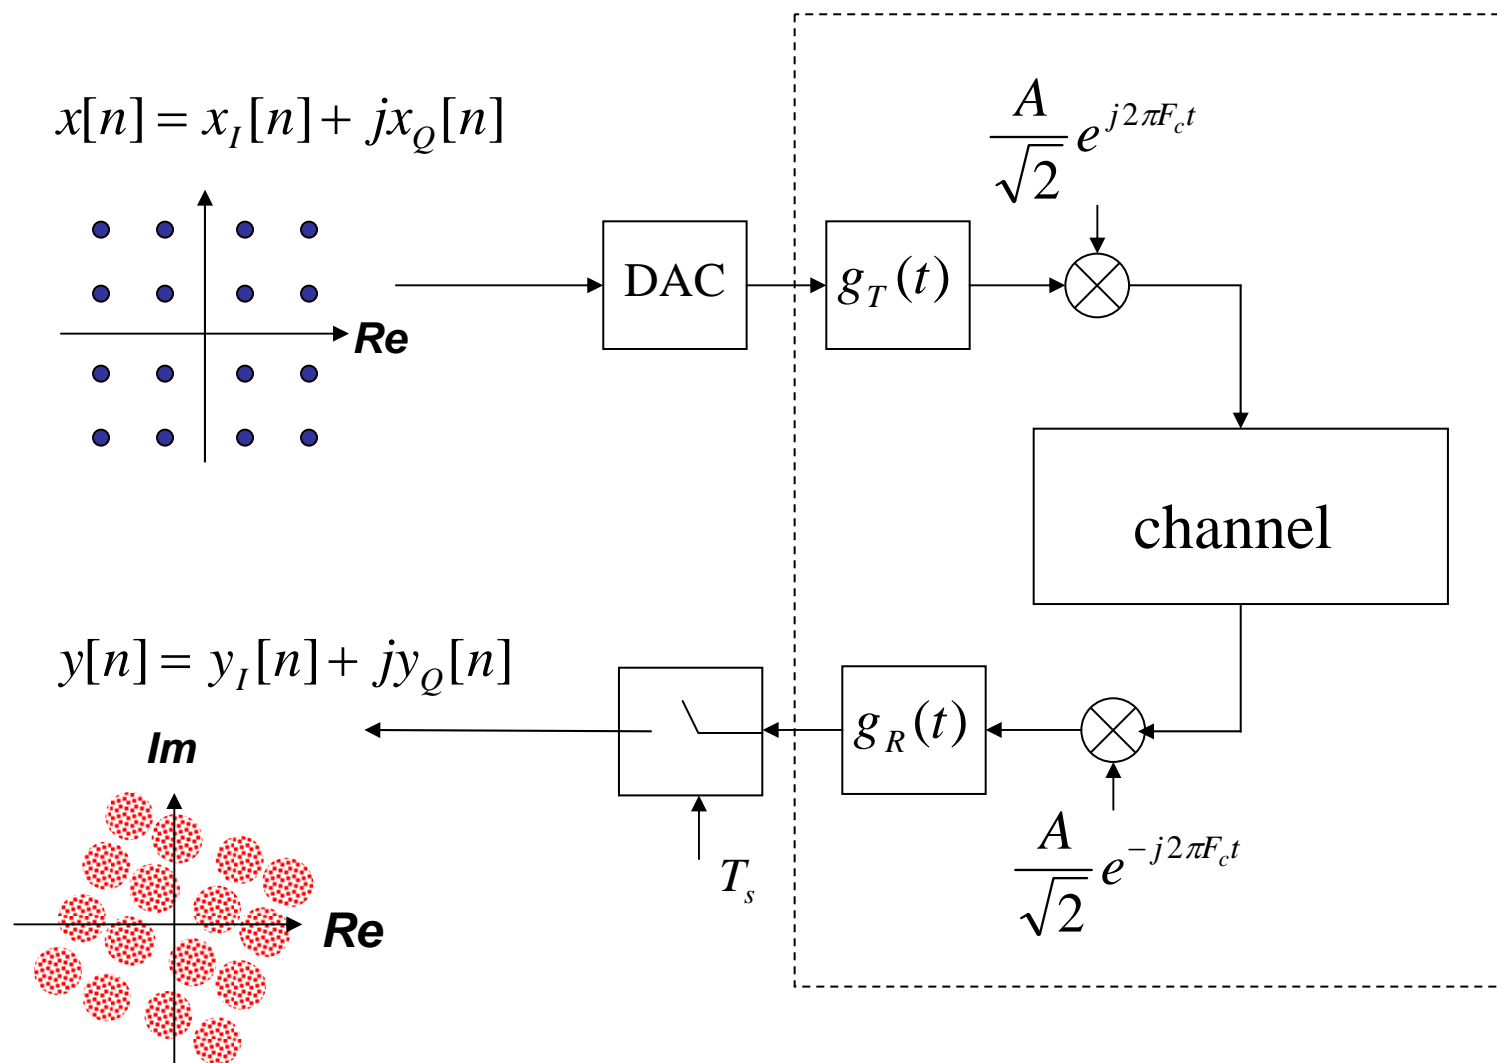 x[n] = x_I[n] + jx_Q[n]
A/√2 e^{j2πF_c t}
DAC
g_T(t)
Re
channel
y[n] = y_I[n] + jy_Q[n]
g_R(t)
Im
A/√2 e^{-j2πF_c t}
T_s
Re